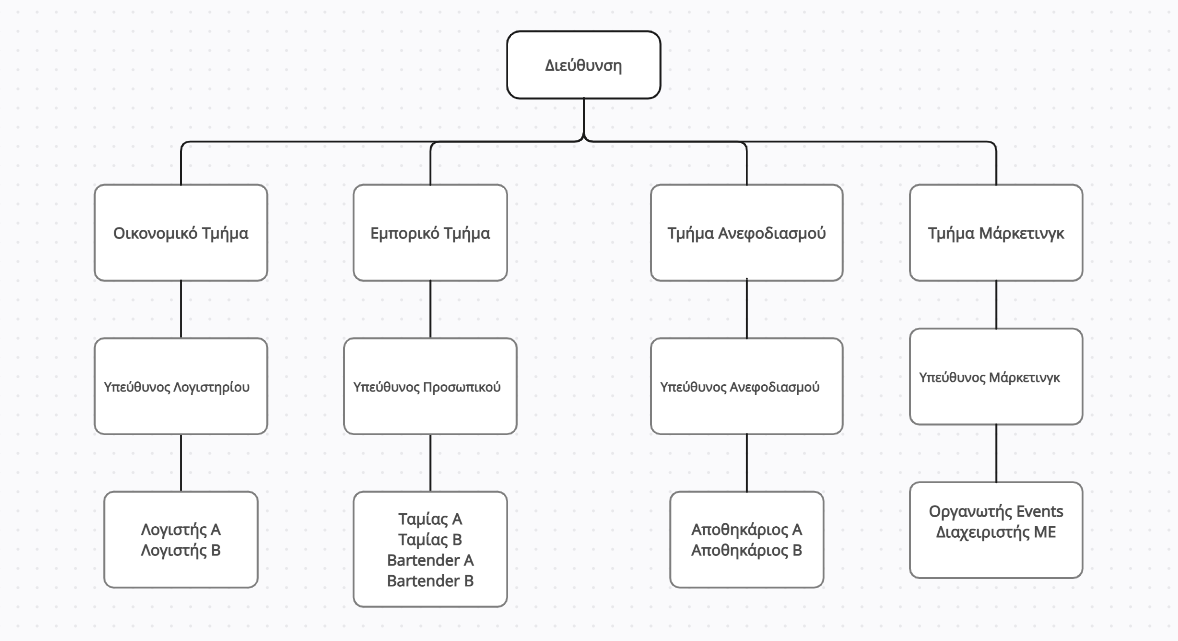 Διεύθυνση
Οικονομικό Τμήμα
Εμπορικό Τμήμα
Τμήμα Ανεφοδιασμού
Τμήμα Μάρκετινγκ
Υπεύθυνος Λογιστηρίου
Υπεύθυνος Προσωπικού
Υπεύθυνος Ανεφοδιασμού
Υπεύθυνος Μάρκετινγκ
Λογιστής Α
Λογιστής Β
Ταμίας Α
Ταμίας Β
Bartender A
Bartender B
Αποθηκάριος Α
Αποθηκάριος Β
Οργανωτής Events
Διαχειριστής ΜΕ